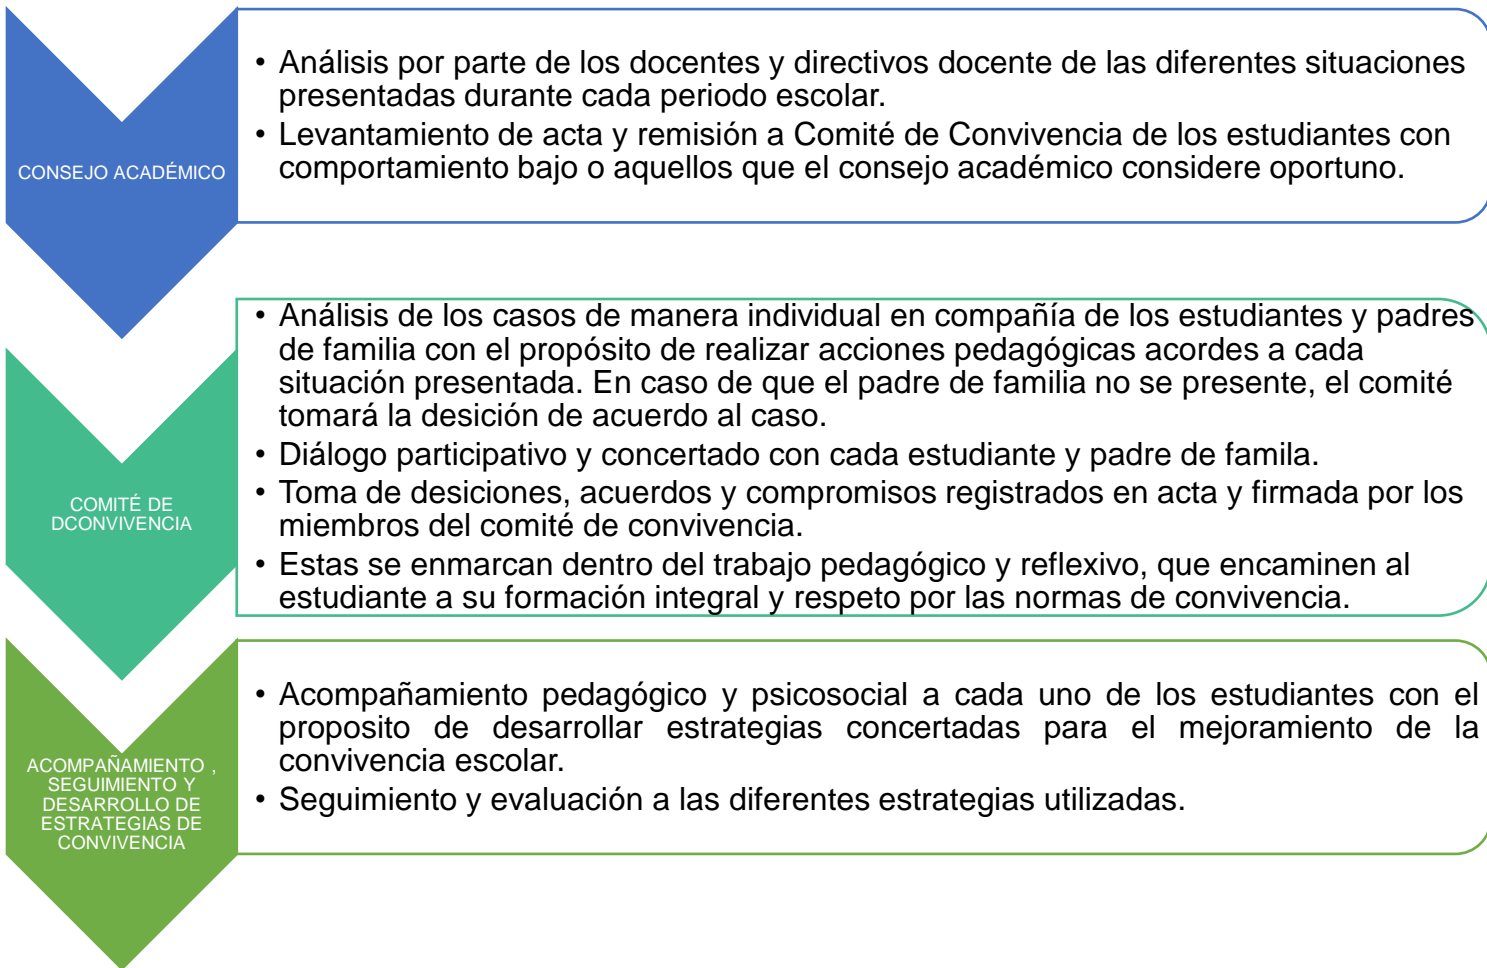 CONSEJO ACADÉMICO
• Análisis por parte de los docentes y directivos docente de las diferentes situaciones
presentadas durante cada periodo escolar.
• Levantamiento de acta y remisión a Comité de Convivencia de los estudiantes con
comportamiento bajo o aquellos que el consejo académico considere oportuno.
COMITÉ DE
DCONVIVENCIA
• Análisis de los casos de manera individual en compañía de los estudiantes y padres
de familia con el propósito de realizar acciones pedagógicas acordes a cada
situación presentada. En caso de que el padre de familia no se presente, el comité
tomará la desición de acuerdo al caso.
• Diálogo participativo y concertado con cada estudiante y padre de famila.
• Toma de desiciones, acuerdos y compromisos registrados en acta y firmada por los
miembros del comité de convivencia.
• Estas se enmarcan dentro del trabajo pedagógico y reflexivo, que encaminen al
estudiante a su formación integral y respeto por las normas de convivencia.
ACOMPAÑAMIENTO ,
SEGUIMIENTO Y
DESARROLLO DE
ESTRATEGIAS DE
CONVIVENCIA
• Acompañamiento pedagógico y psicosocial a cada uno de los estudiantes con el
proposito de desarrollar estrategias concertadas para el mejoramiento de la
convivencia escolar.
• Seguimiento y evaluación a las diferentes estrategias utilizadas.